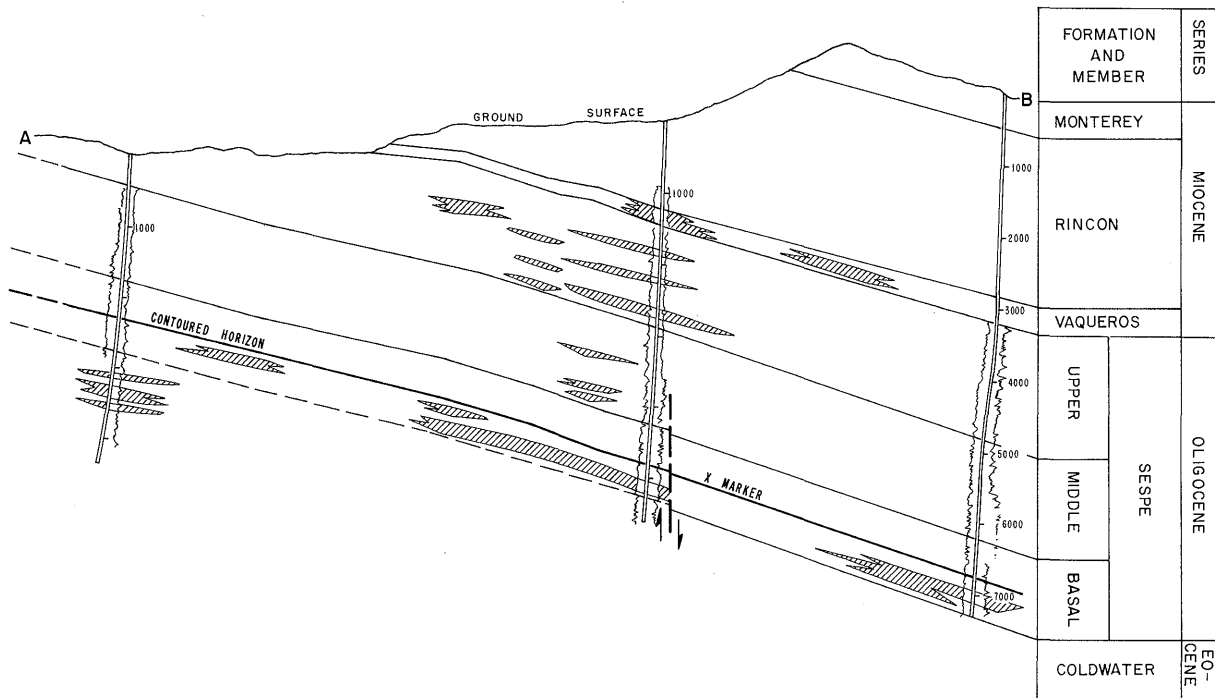 FORMATION
AND
MEMBER
SERIES
A
GROUND SURFACE
B
MONTEREY
RINCON
VAQUEROS
MIOCENE
UPPER
MIDDLE
BASAL
SESPE
OLIGOCENE
COLDWATER
EO-
CENE
1000
CONTOURED HORIZON
1000
X MARKER
1000
2000
3000
4000
5000
6000
7000